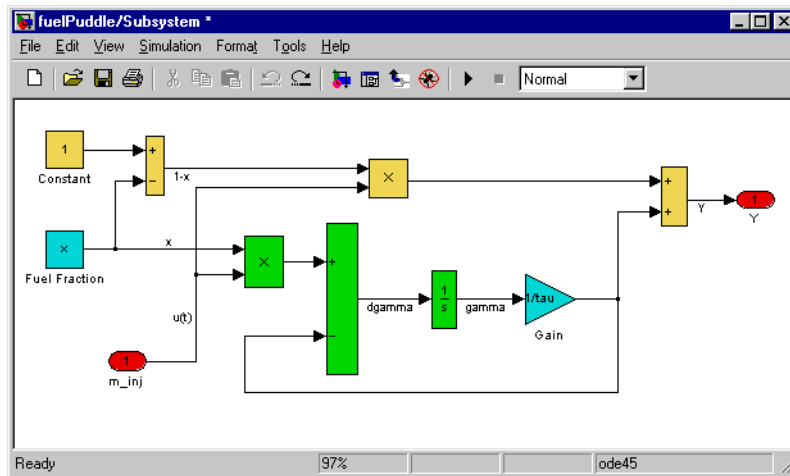 fuelPuddle/Subsystem *
File Edit View Simulation Format Tools Help
Normal
1
Constant
+
−
1-x
×
+
+
Y
1
Y
x
Fuel Fraction
x
×
u(t)
1
m_inj
+
−
dgamma
1
s
gamma
1/tau
Gain
Ready
97%
ode45